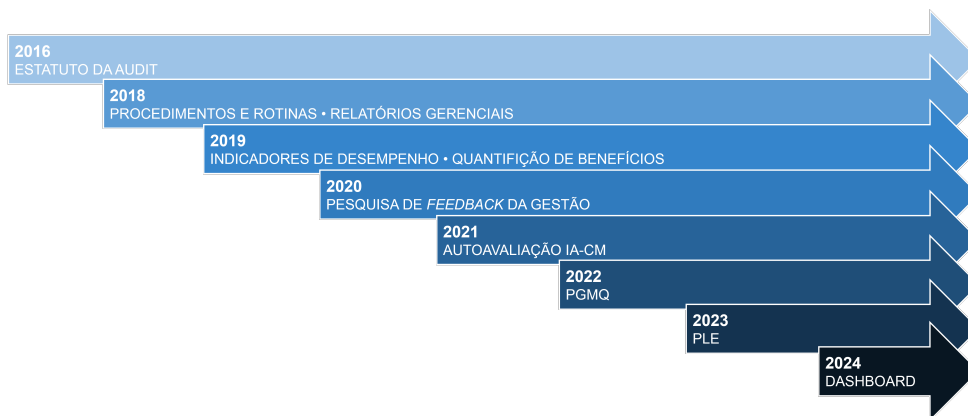 2016
ESTATUTO DA AUDIT
2018
PROCEDIMENTOS E ROTINAS • RELATÓRIOS GERENCIAIS
2019
INDICADORES DE DESEMPENHO • QUANTIFIÇÃO DE BENEFÍCIOS
2020
PESQUISA DE FEEDBACK DA GESTÃO
2021
AUTOAVALIAÇÃO IA-CM
2022
PGMQ
2023
PLE
2024
DASHBOARD